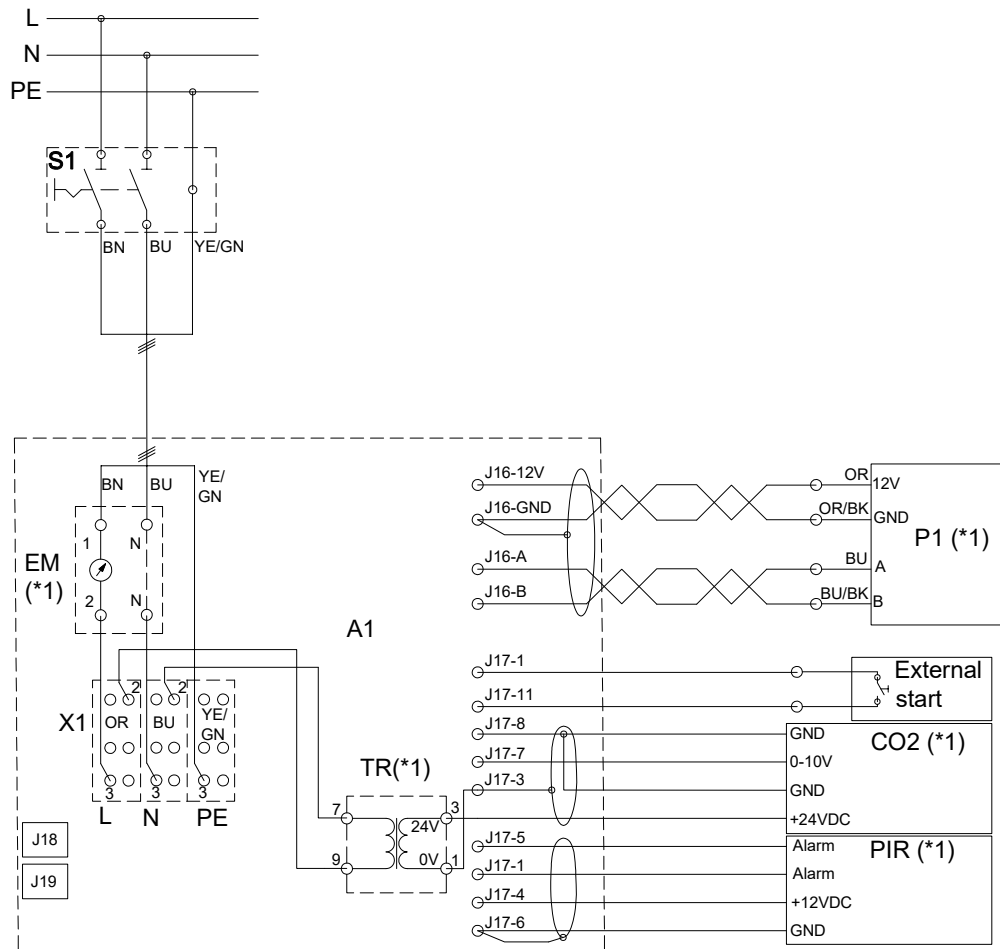 L
N
PE
S1
BN
BU
YE/GN
BN
BU
YE/
GN
1
N
EM
(*1)
2
N
A1
2
2
X1
OR
BU
YE/
GN
3
3
3
L
N
PE
J18
J19
TR(*1)
7
3
24V
9
0V
1
J16-12V
J16-GND
J16-A
J16-B
OR
12V
OR/BK
GND
P1 (*1)
BU
A
BU/BK
B
J17-1
J17-11
External
start
J17-8
GND
CO2 (*1)
J17-7
0-10V
J17-3
GND
+24VDC
J17-5
Alarm
PIR (*1)
J17-1
Alarm
J17-4
+12VDC
J17-6
GND